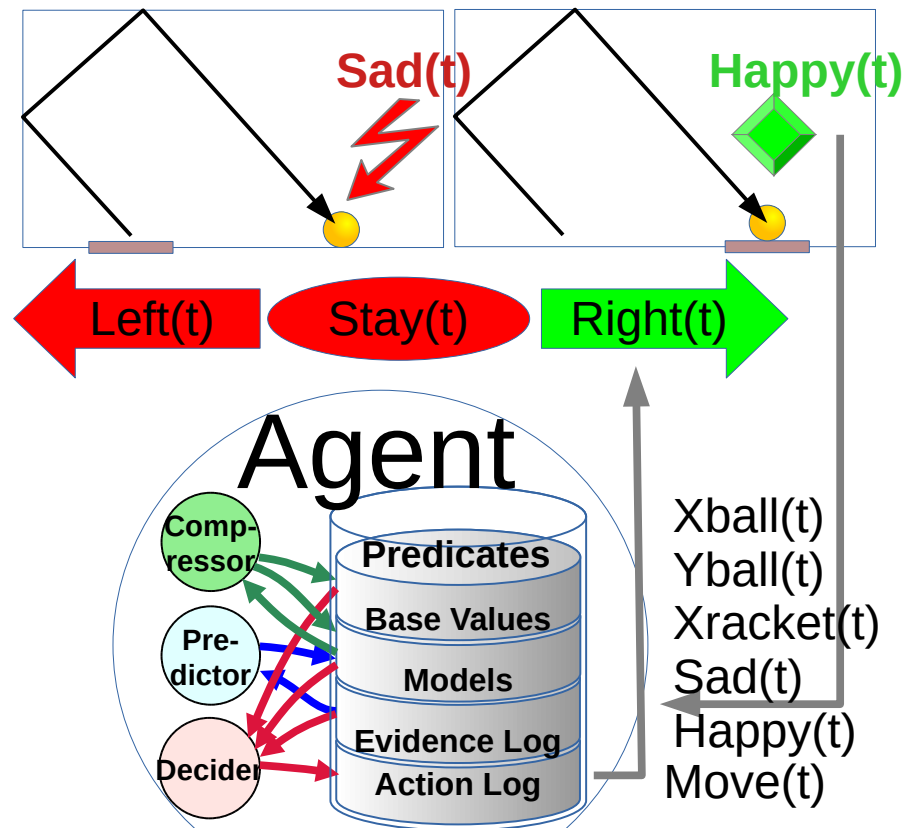 Sad(t)
Happy(t)
Left(t)
Stay(t)
Right(t)
Agent
Comp-
ressor
Pre-
dictor
Decider
Predicates
Base Values
Models
Evidence Log
Action Log
Xball(t)
Yball(t)
Xracket(t)
Sad(t)
Happy(t)
Move(t)